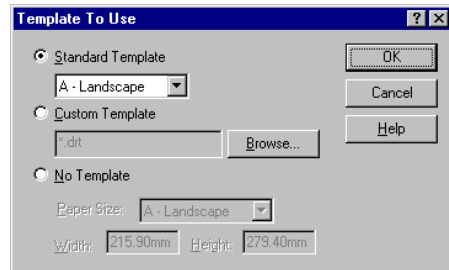 Template To Use
Standard Template
OK
A - Landscape
Cancel
Custom Template
Help
*.drt
Browse...
No Template
Paper Size: A - Landscape
Width: 215.90mm Height: 279.40mm